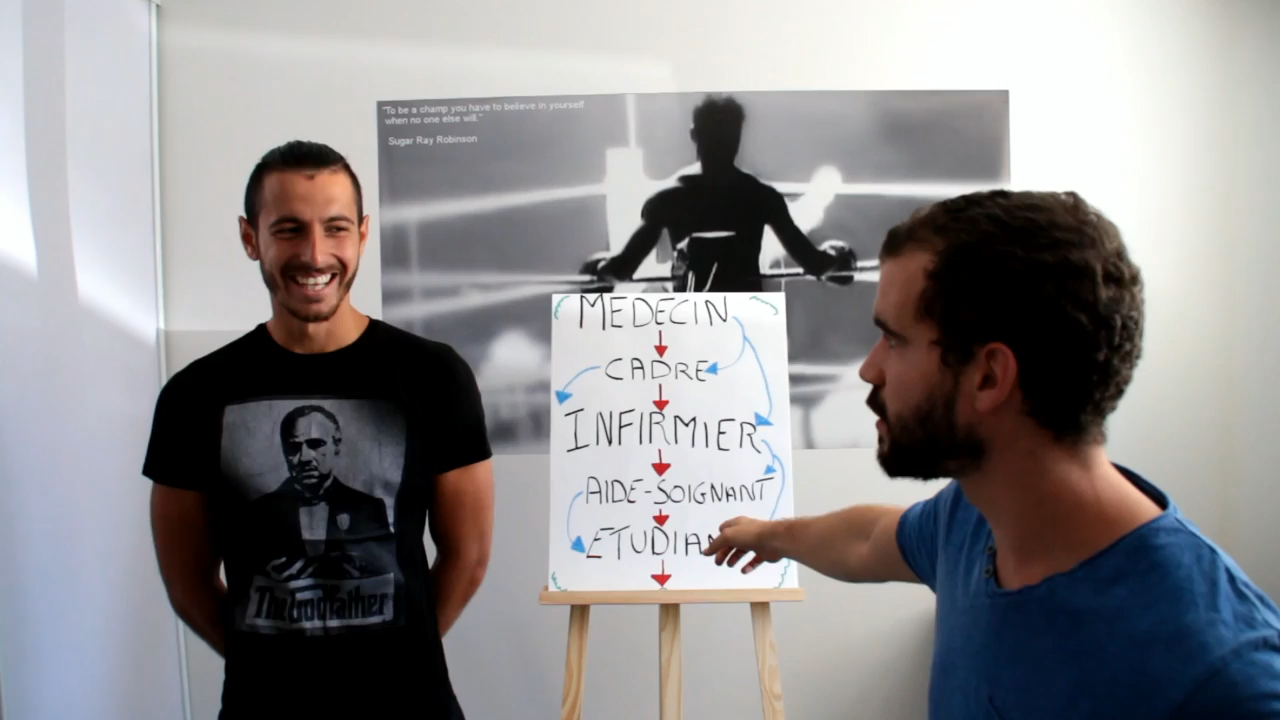 "To be a champ you have to believe in yourself
when no one else will."
Sugar Ray Robinson
MEDECIN
CADRE
INFIRMIER
AIDE-SOIGNANT
ETUDIAN
The Godfather